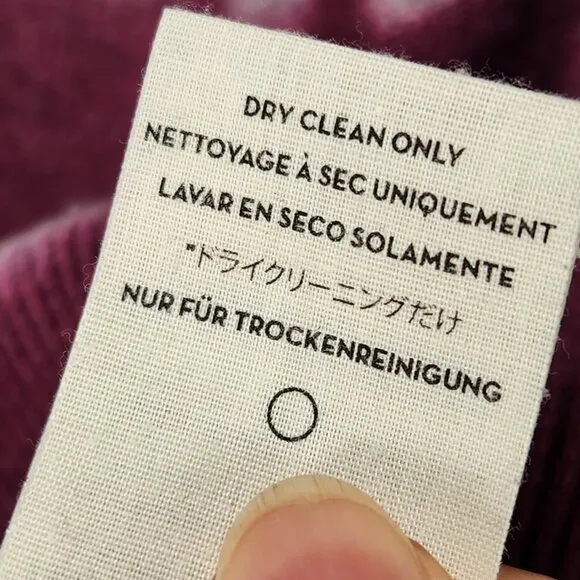 DRY CLEAN ONLY
NETTOYAGE À SEC UNIQUEMENT
LAVAR EN SECO SOLAMENTE
"ドライクリーニングだけ
NUR FÜR TROCKENREINIGUNG